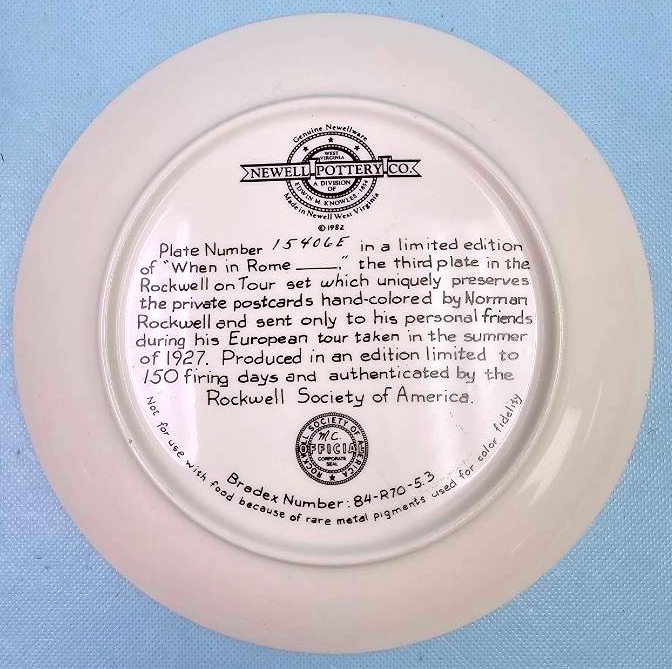 Genuine Newellware
WEST
VIRGINIA
NEWELL POTTERY CO.
A DIVISION
OF
EDWIN M. KNOWLES 1854
Made in Newell West Virginia
© 1982
Plate Number 15406E in a limited edition
of "When in Rome ____," the third plate in the
Rockwell on Tour set which uniquely preserves
the private postcards hand-colored by Norman
Rockwell and sent only to his personal friends
during his European tour taken in the summer
of 1927. Produced in an edition limited to
150 firing days and authenticated by the
Rockwell Society of America.
ROCKWELL SOCIETY OF AMERICA
M.C.
OFFICIAL
CORPORATE
SEAL
Bradex Number: 84-R70-5.3
Not for use with food because of rare metal pigments used for color fidelity